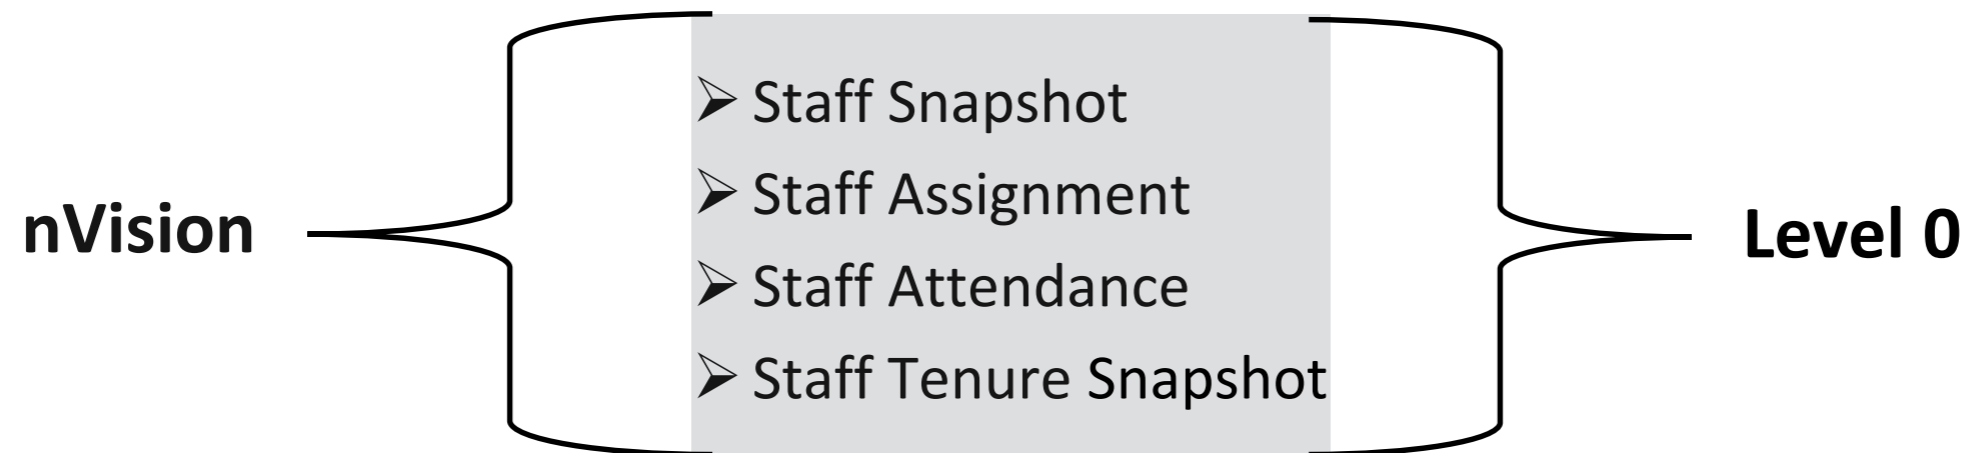 nVision
➢ Staff Snapshot
➢ Staff Assignment
➢ Staff Attendance
➢ Staff Tenure Snapshot
Level 0